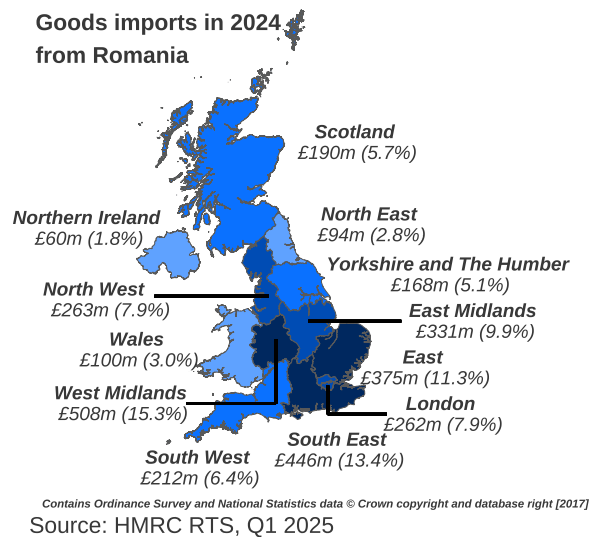 Goods imports in 2024
from Romania
Scotland
£190m (5.7%)
Northern Ireland
£60m (1.8%)
North East
£94m (2.8%)
Yorkshire and The Humber
£168m (5.1%)
North West
£263m (7.9%)
East Midlands
£331m (9.9%)
Wales
£100m (3.0%)
East
£375m (11.3%)
West Midlands
£508m (15.3%)
London
£262m (7.9%)
South East
£446m (13.4%)
South West
£212m (6.4%)
Contains Ordinance Survey and National Statistics data © Crown copyright and database right [2017]
Source: HMRC RTS, Q1 2025